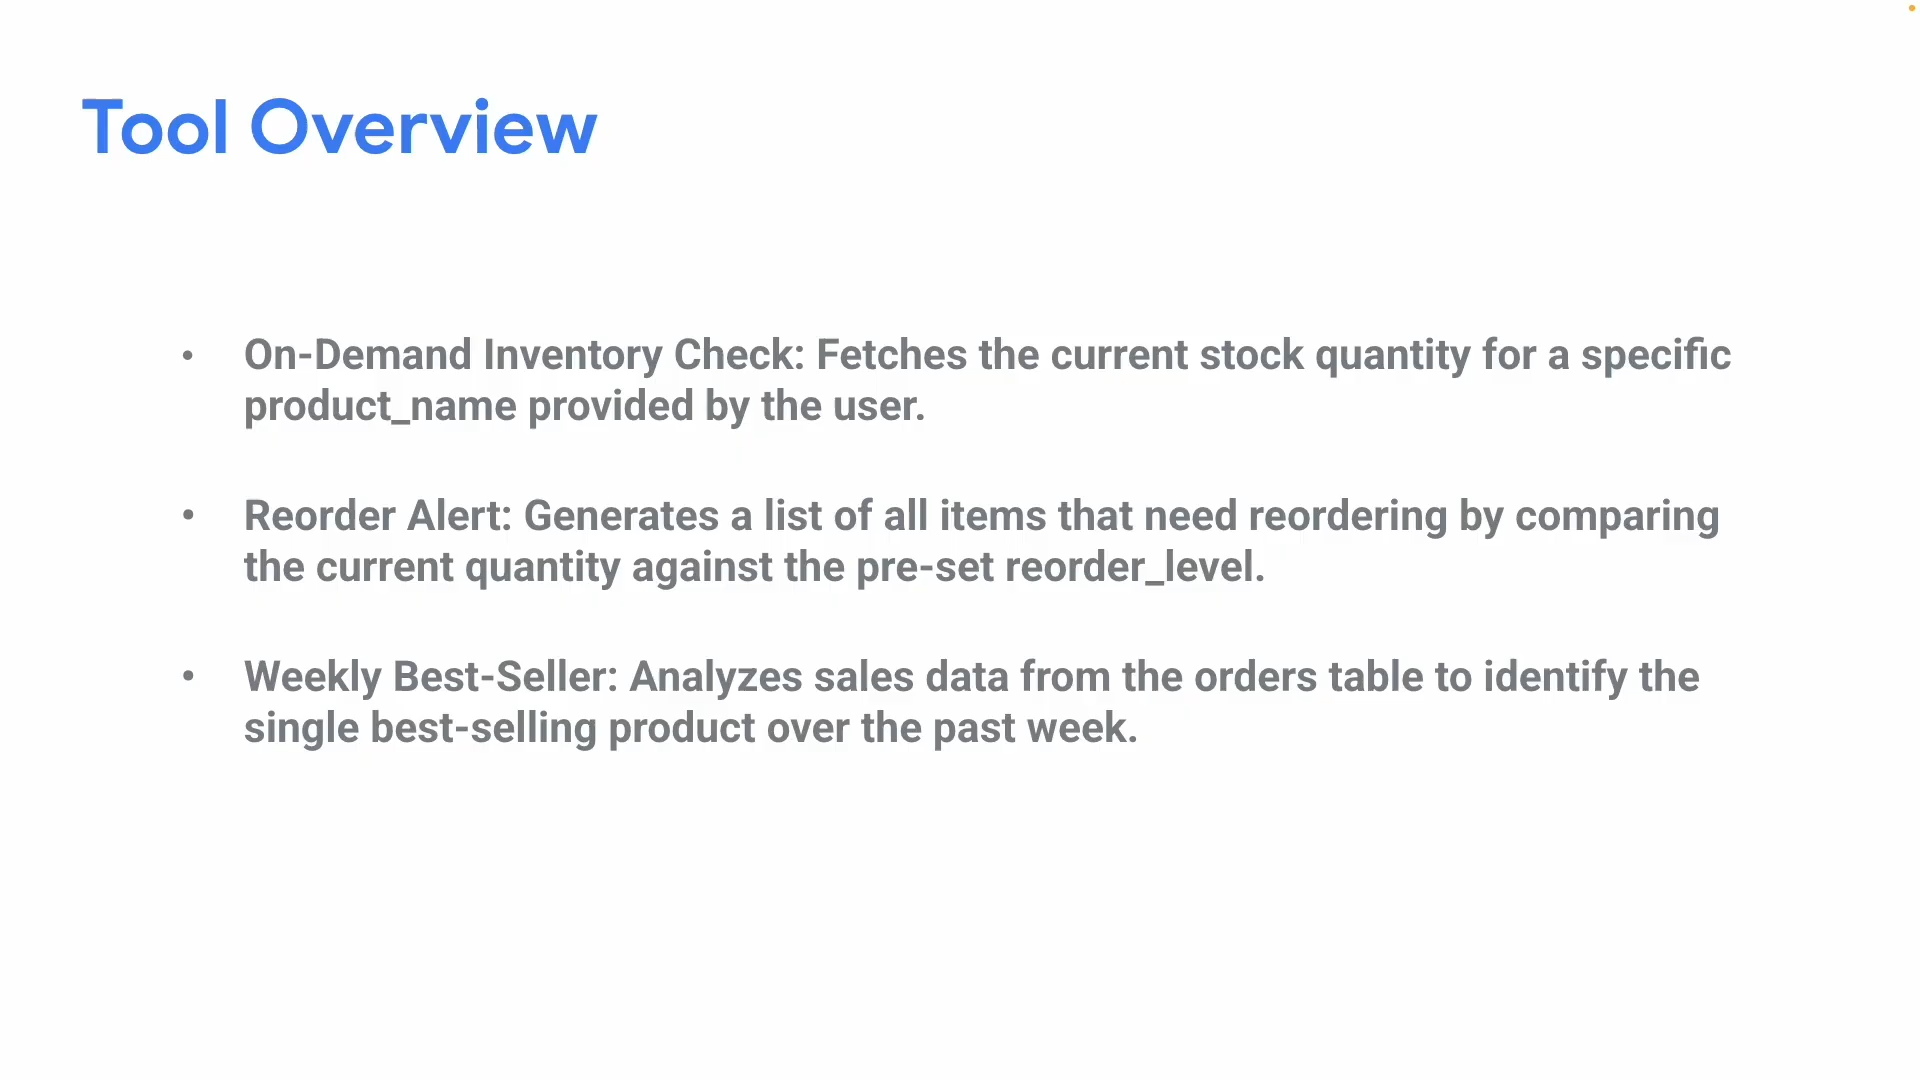 Tool Overview
• On-Demand Inventory Check: Fetches the current stock quantity for a specific
product_name provided by the user.
• Reorder Alert: Generates a list of all items that need reordering by comparing
the current quantity against the pre-set reorder_level.
• Weekly Best-Seller: Analyzes sales data from the orders table to identify the
single best-selling product over the past week.